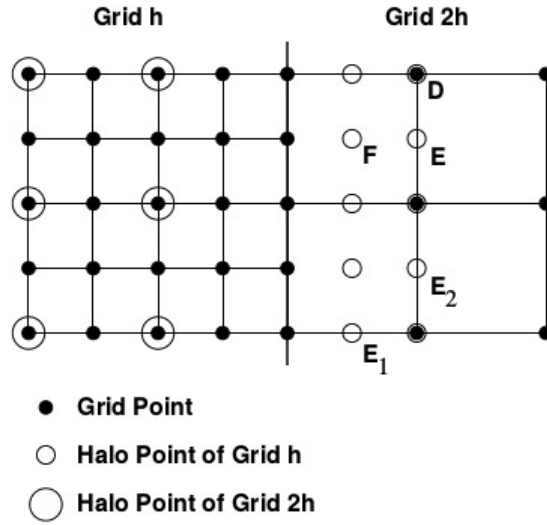 Grid h Grid 2h
D
F E
E2
E1
Grid Point
Halo Point of Grid h
Halo Point of Grid 2h